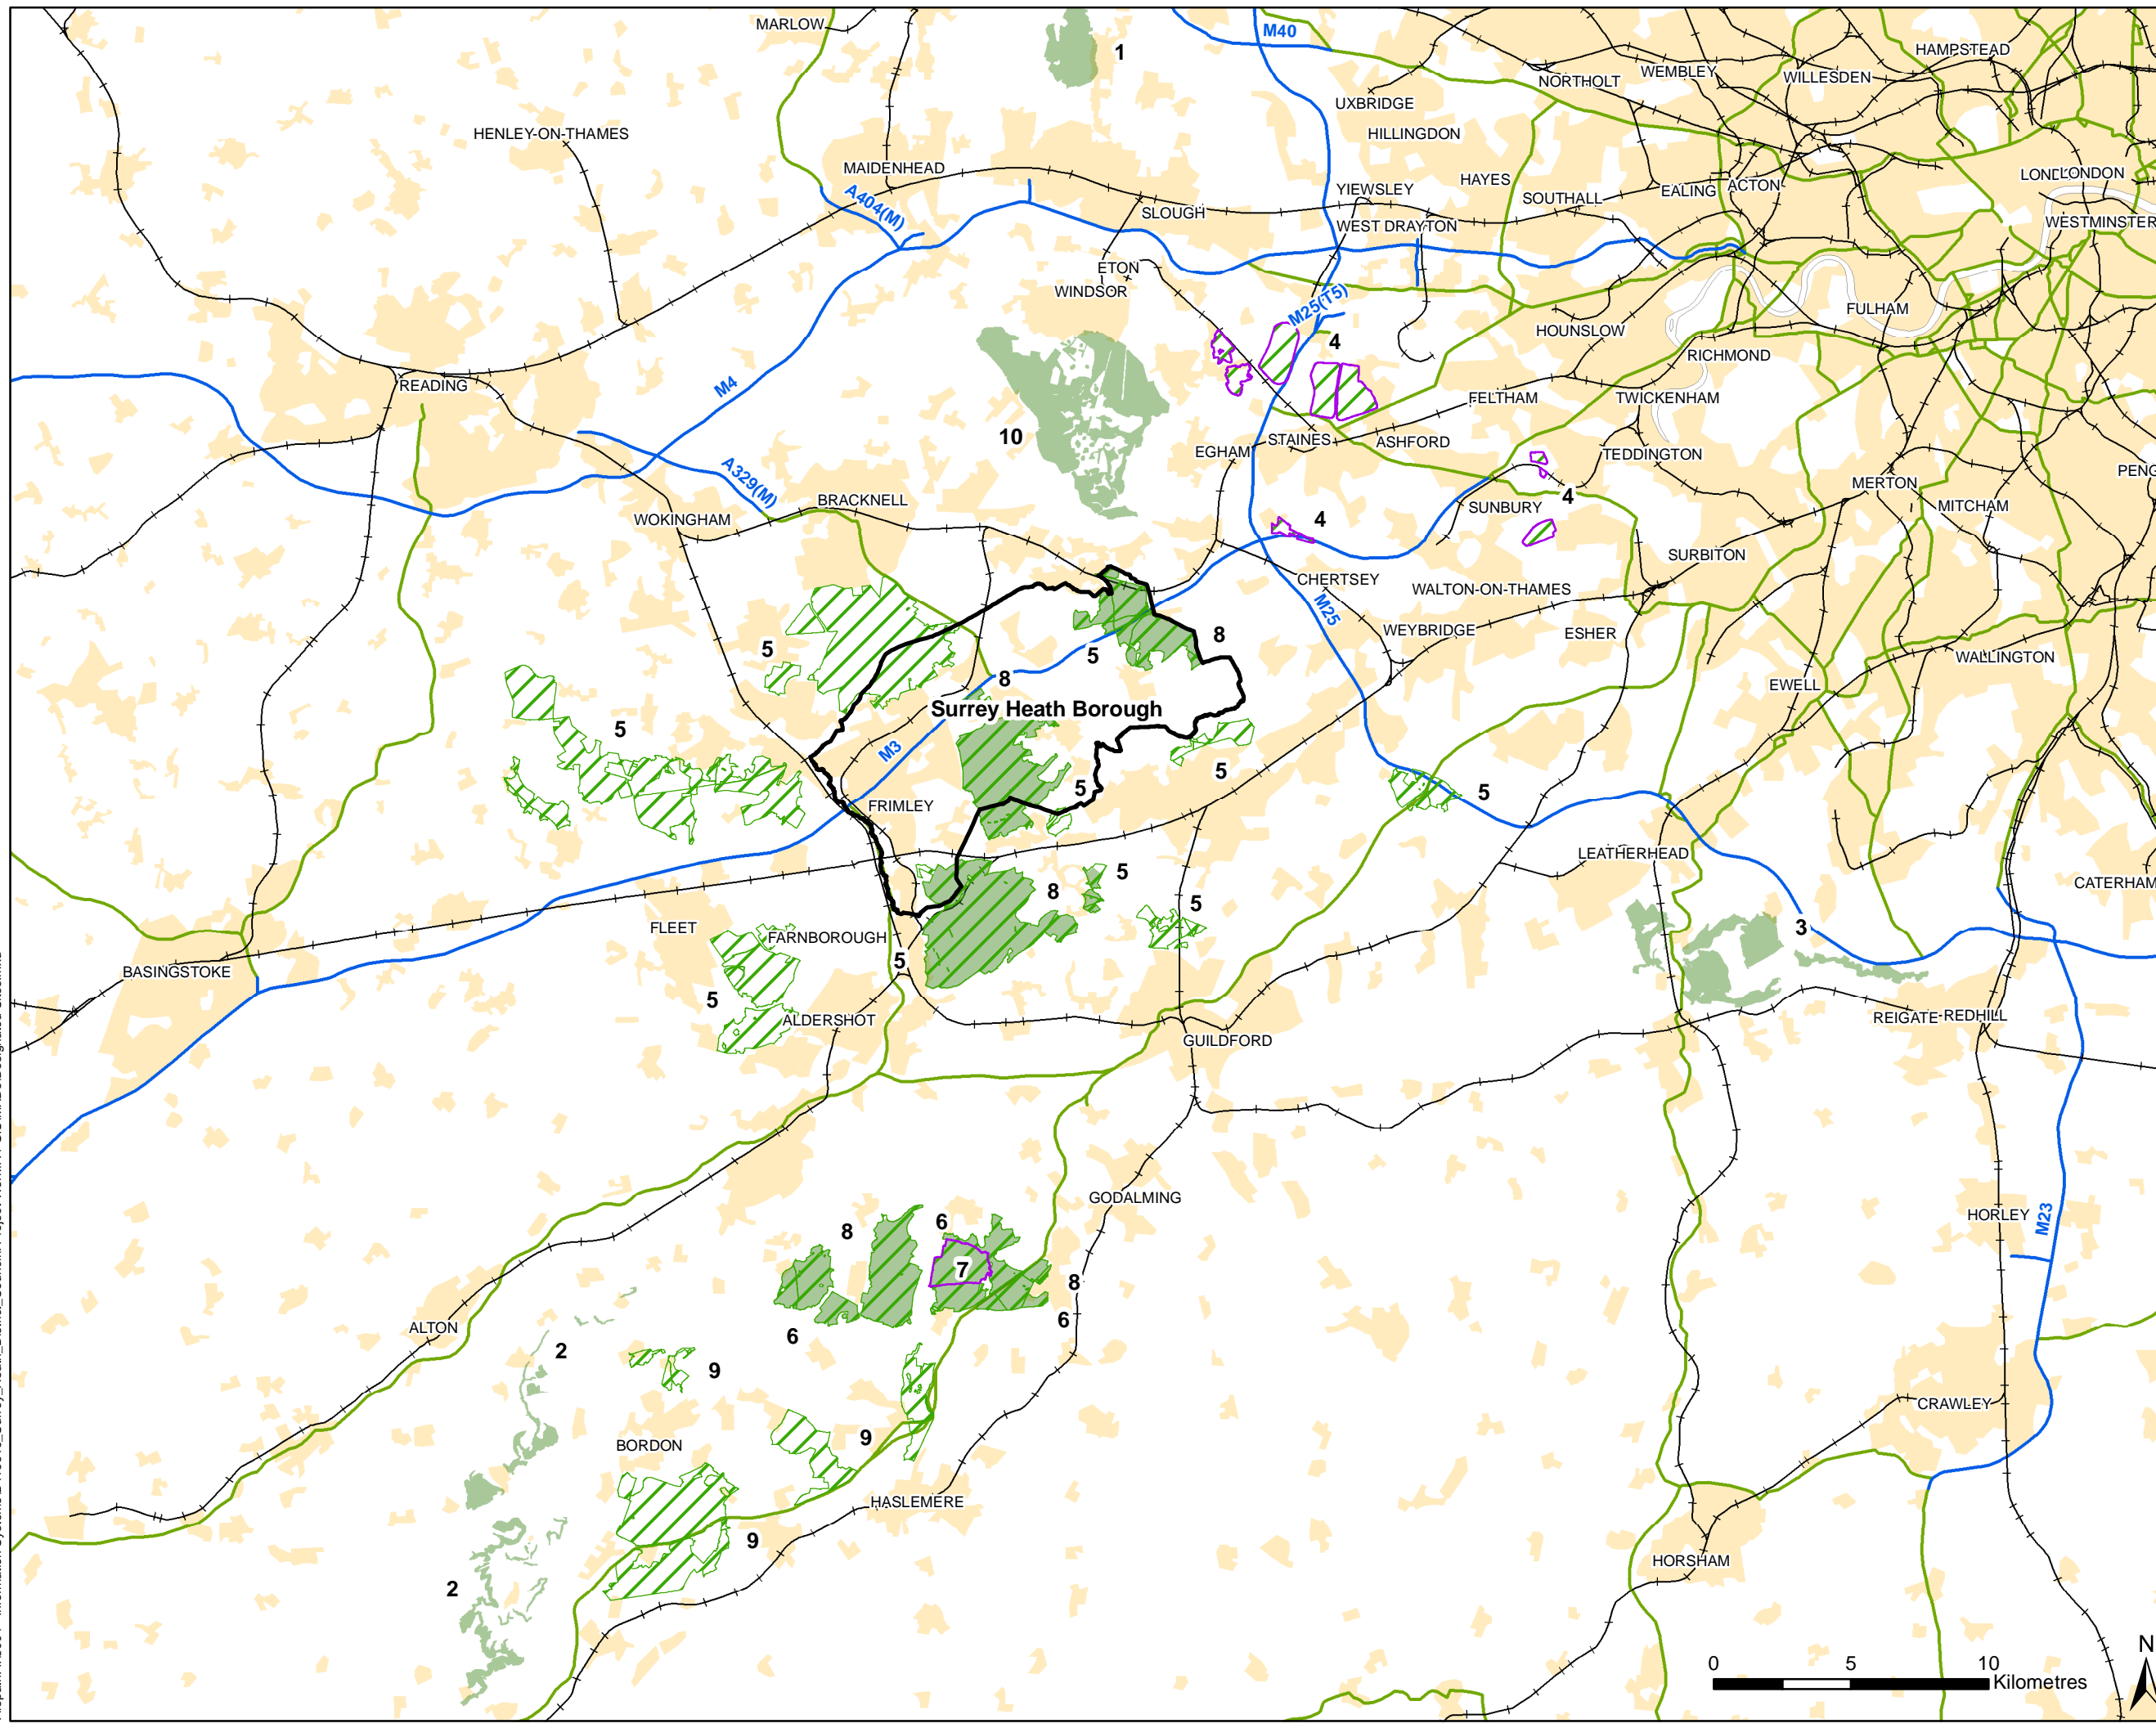 MARLOW
1
M40
HAMPSTEAD
NORTHOLT
WEMBLEY
WILLESDEN
UXBRIDGE
HILLINGDON
HENLEY-ON-THAMES
MAIDENHEAD
A404(M)
YIEWSLEY
HAYES
SOUTHALL
EALING
ACTON
LONDON
SLOUGH
WEST DRAYTON
WESTMINSTER
ETON
WINDSOR
M25(T5)
FULHAM
HOUNSLOW
4
RICHMOND
READING
M4
FELTHAM
TWICKENHAM
10
STAINES
ASHFORD
EGHAM
TEDDINGTON
A329(M)
MERTON
BRACKNELL
4
SUNBURY
MITCHAM
WOKINGHAM
4
SURBITON
CHERTSEY
WALTON-ON-THAMES
M25
WEYBRIDGE
ESHER
8
5
5
WALLINGTON
8
EWELL
Surrey Heath Borough
5
M3
5
5
5
FRIMLEY
LEATHERHEAD
5
8
CATERHAM
5
FLEET
FARNBOROUGH
3
5
BASINGSTOKE
5
ALDERSHOT
REIGATE
REDHILL
GUILDFORD
GODALMING
8
6
HORLEY
M23
7
8
6
ALTON
6
2
9
CRAWLEY
9
BORDON
HASLEMERE
9
HORSHAM
2
N
0 5 10
Kilometres